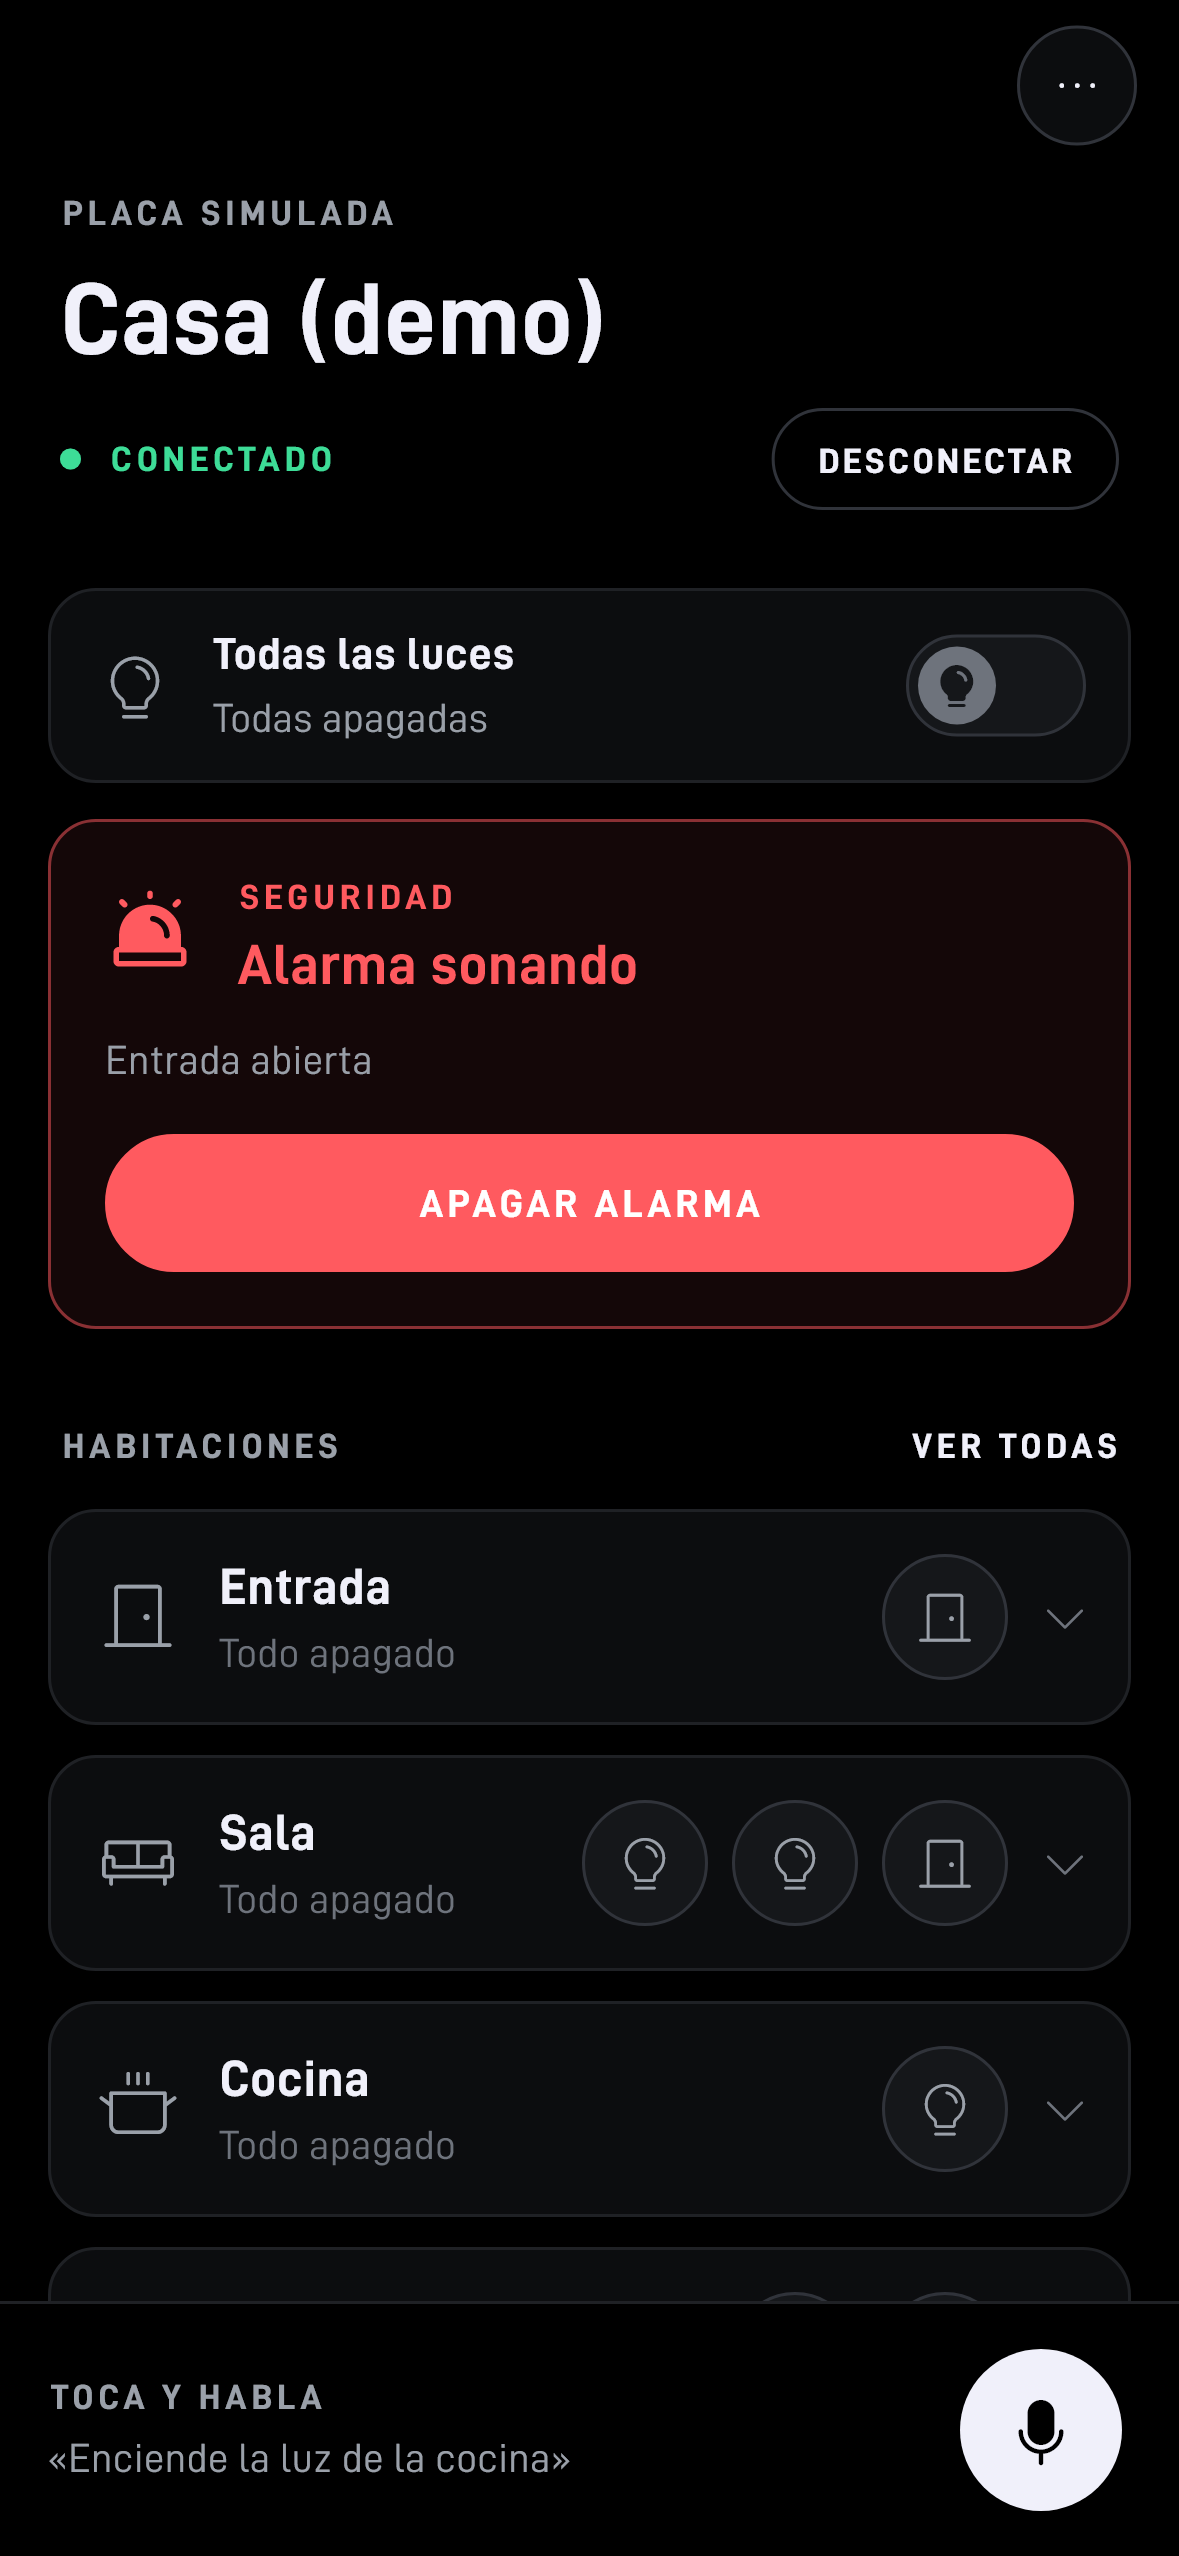 PLACA SIMULADA
Casa (demo)
CONECTADO
DESCONECTAR
Todas las luces
Todas apagadas
SEGURIDAD
Alarma sonando
Entrada abierta
APAGAR ALARMA
HABITACIONES
VER TODAS
Entrada
Todo apagado
Sala
Todo apagado
Cocina
Todo apagado
TOCA Y HABLA
«Enciende la luz de la cocina»